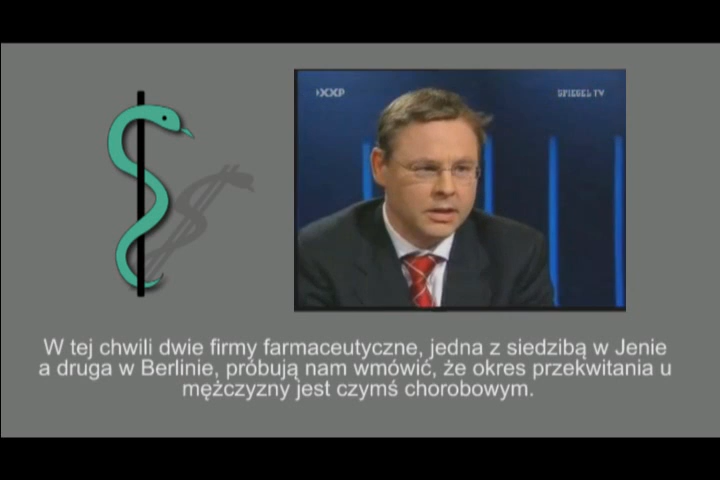 XXP
SPIEGEL TV
W tej chwili dwie firmy farmaceutyczne, jedna z siedzibą w Jenie
a druga w Berlinie, próbują nam wmówić, że okres przekwitania u
mężczyzny jest czymś chorobowym.